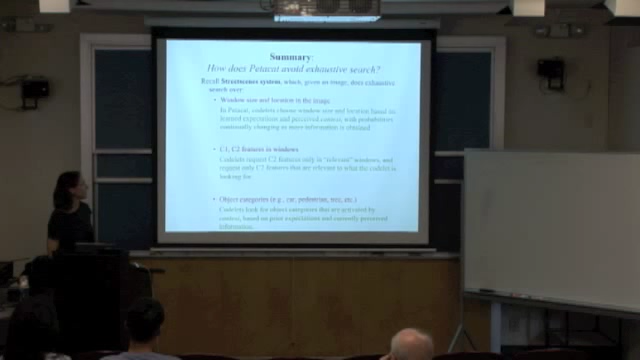 Summary:
How does Petacat avoid exhaustive search?
Recall Streetscenes system, which, given an image, does exhaustive
search over
• Window size and location in the image
In Petacat, codelets choose window size and location based on
learned expectations and perceived context, with probabilities
continually changing as more information is obtained
• C1, C2 features in windows
Codelets request C2 features only in "relevant" windows, and
request only C2 features that are relevant to what the codelet is
looking for.
• Object categories (e.g., car, pedestrian, tree, etc.)
Codelets look for object categories that are activated by
context, based on prior expectations and currently perceived
information.